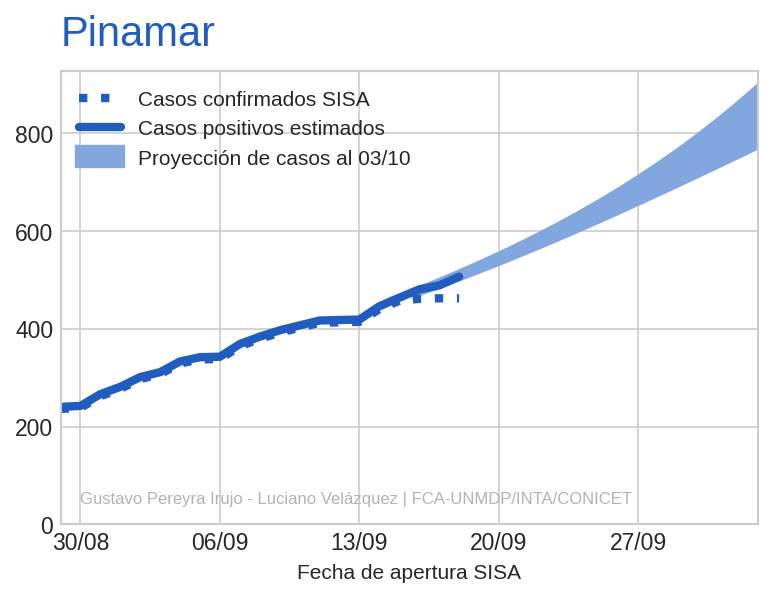 Pinamar
Casos confirmados SISA
Casos positivos estimados
Proyección de casos al 03/10
800
600
400
200
0
Gustavo Pereyra Irujo - Luciano Velázquez | FCA-UNMDP/INTA/CONICET
30/08 06/09 13/09 20/09 27/09
Fecha de apertura SISA